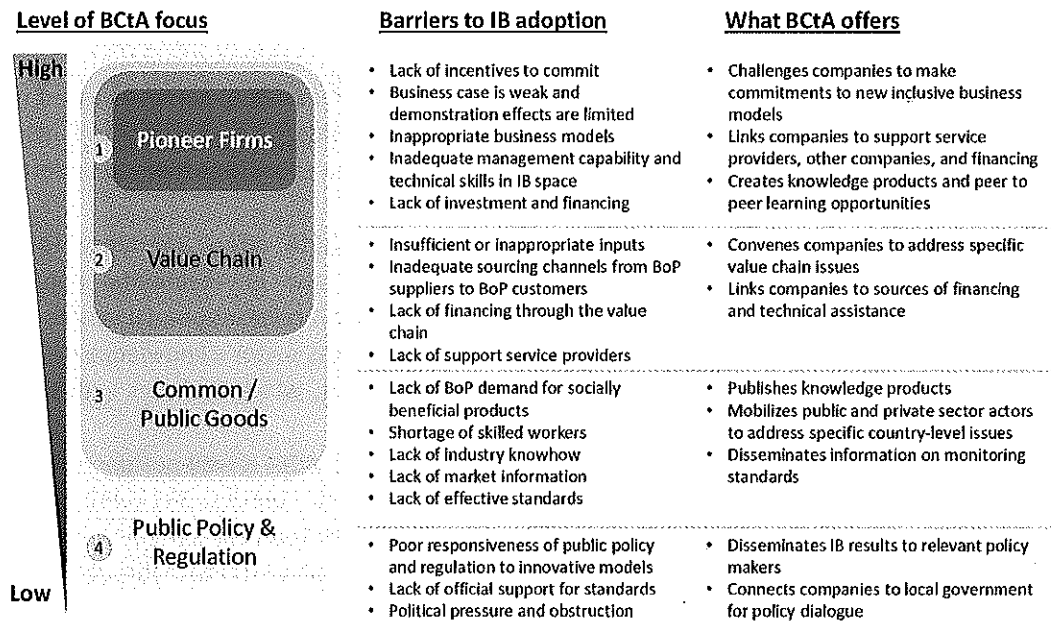 Level of BCtA focus
Barriers to IB adoption
What BCtA offers
High
1
Pioneer Firms
• Lack of incentives to commit
• Business case is weak and
demonstration effects are limited
• Inappropriate business models
• Inadequate management capability and
technical skills in IB space
• Lack of investment and financing
• Challenges companies to make
commitments to new inclusive business
models
• Links companies to support service
providers, other companies, and financing
• Creates knowledge products and peer to
peer learning opportunities
2
Value Chain
• Insufficient or inappropriate inputs
• Inadequate sourcing channels from BoP
suppliers to BoP customers
• Lack of financing through the value
chain
• Lack of support service providers
• Convenes companies to address specific
value chain issues
• Links companies to sources of financing
and technical assistance
3
Common /
Public Goods
• Lack of BoP demand for socially
beneficial products
• Shortage of skilled workers
• Lack of industry knowhow
• Lack of market information
• Lack of effective standards
• Publishes knowledge products
• Mobilizes public and private sector actors
to address specific country-level issues
• Disseminates information on monitoring
standards
4
Public Policy &
Regulation
Low
• Poor responsiveness of public policy
and regulation to innovative models
• Lack of official support for standards
• Political pressure and obstruction
• Disseminates IB results to relevant policy
makers
• Connects companies to local government
for policy dialogue